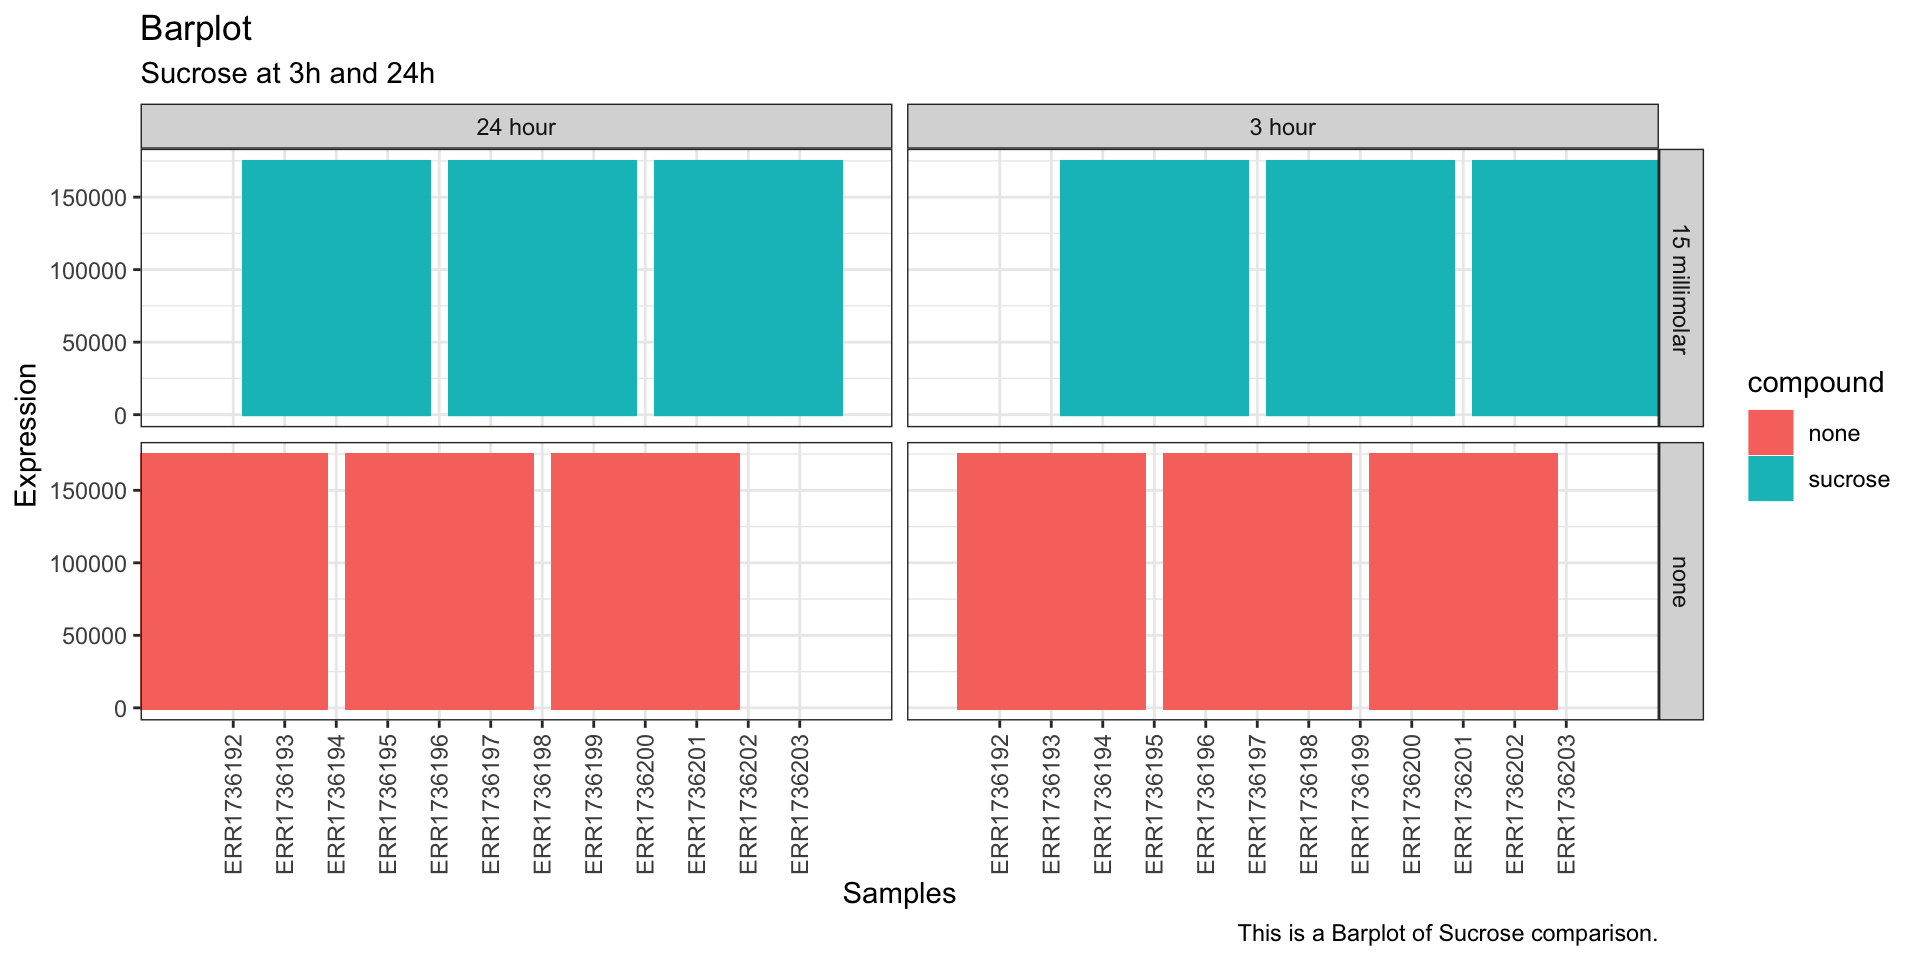 Barplot
Sucrose at 3h and 24h
24 hour
3 hour
150000
100000
50000
0
15 millimolar
150000
100000
50000
0
none
Expression
ERR1736192
ERR1736193
ERR1736194
ERR1736195
ERR1736196
ERR1736197
ERR1736198
ERR1736199
ERR1736200
ERR1736201
ERR1736202
ERR1736203
ERR1736192
ERR1736193
ERR1736194
ERR1736195
ERR1736196
ERR1736197
ERR1736198
ERR1736199
ERR1736200
ERR1736201
ERR1736202
ERR1736203
Samples
compound
none
sucrose
This is a Barplot of Sucrose comparison.